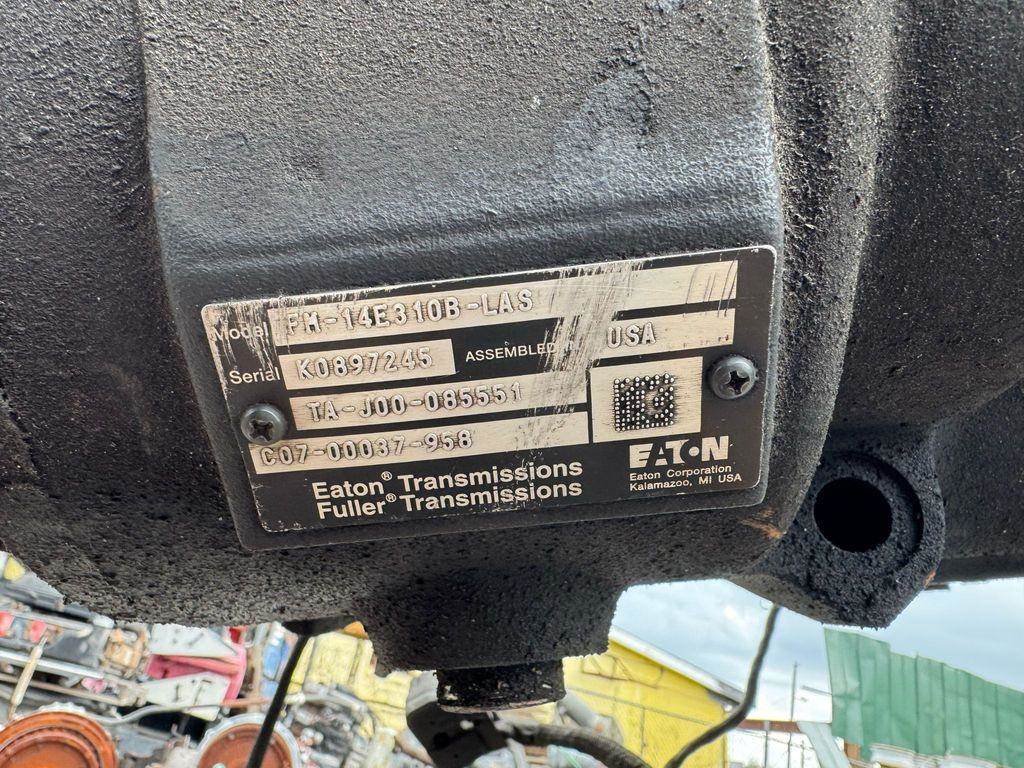 Model FM-14E310B-LAS
Serial K0897245 ASSEMBLED USA
TA-J00-085551
C07-00037-958
Eaton® Transmissions
Fuller® Transmissions
EATON
Eaton Corporation
Kalamazoo, MI USA